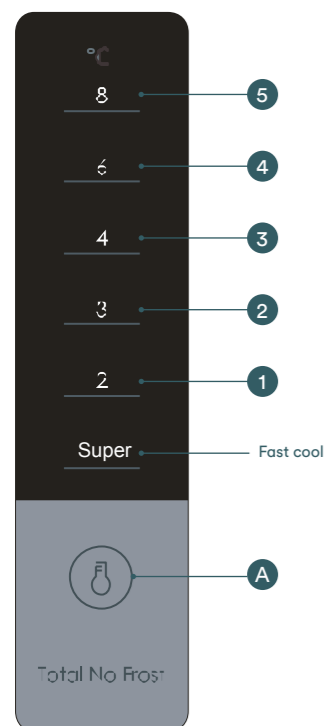 °C
8 5
6 4
4 3
3 2
2 1
Super Fast cool
A
Total No Frost